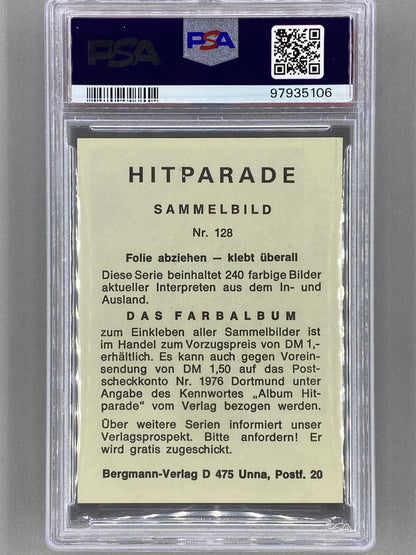 PSA
PSA
97935106
HITPARADE
SAMMELBILD
Nr. 128
Folie abziehen — klebt überall
Diese Serie beinhaltet 240 farbige Bilder
aktueller Interpreten aus dem In- und
Ausland.
DAS FARBALBUM
zum Einkleben aller Sammelbilder ist
im Handel zum Vorzugspreis von DM 1,-
erhältlich. Es kann auch gegen Vorein-
sendung von DM 1,50 auf das Post-
scheckkonto Nr. 1976 Dortmund unter
Angabe des Kennwortes „Album Hit-
parade" vom Verlag bezogen werden.
Über weitere Serien informiert unser
Verlagsprospekt. Bitte anfordern! Er
wird gratis zugeschickt.
Bergmann-Verlag D 475 Unna, Postf. 20
PSA